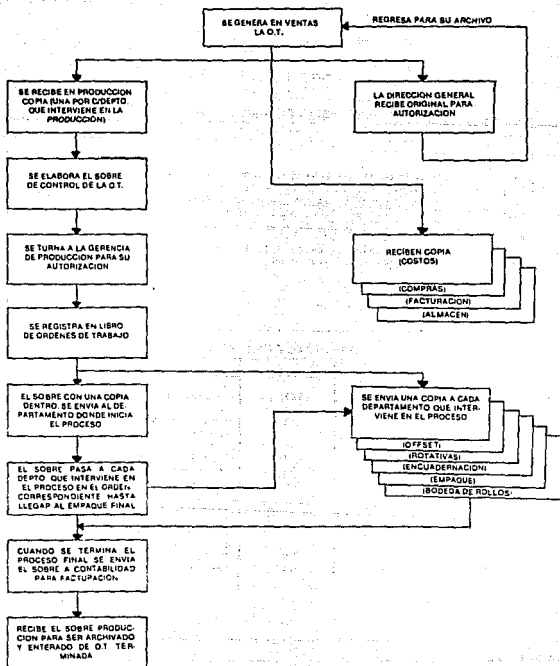 SE GENERA EN VENTAS
LA O.T.
REGRESA PARA SU ARCHIVO
SE RECIBE EN PRODUCCION
COPIA (UNA POR C/DEPTO.
QUE INTERVIENE EN LA
PRODUCCIÓN)
LA DIRECCION GENERAL
RECIBE ORIGINAL PARA
AUTORIZACIÓN
SE ELABORA EL SOBRE
DE CONTROL DE LA O.T.
SE TURNA A LA GERENCIA
DE PRODUCCION PARA SU
AUTORIZACION
RECIBEN COPIA
(COSTOS)
(COMPRAS)
(FACTURACION)
(ALMACEN)
SE REGISTRA EN LIBRO
DE ORDENES DE TRABAJO
EL SOBRE CON UNA COPIA
DENTRO, SE ENVIA AL DE-
PARTAMENTO DONDE INICIA
EL PROCESO
SE ENVIA UNA COPIA A CADA
DEPARTAMENTO QUE INTER-
VIENE EN EL PROCESO
(OFFSET)
(ROTATIVAS)
(ENCUADERNACION)
(EMPAQUE)
(BODEGA DE ROLLOS)
EL SOBRE PASA A CADA
DEPTO QUE INTERVIENE EN
EL PROCESO EN EL ORDEN
CORRESPONDIENTE HASTA
LLEGAR AL EMPAQUE FINAL
CUANDO SE TERMINA EL
PROCESO FINAL SE ENVIA
EL SOBRE A CONTABILIDAD
PARA FACTURACIÓN
RECIBE EL SOBRE PRODUC-
CION PARA SER ARCHIVADO
Y ENTERADO DE O.T. TER-
MINADA